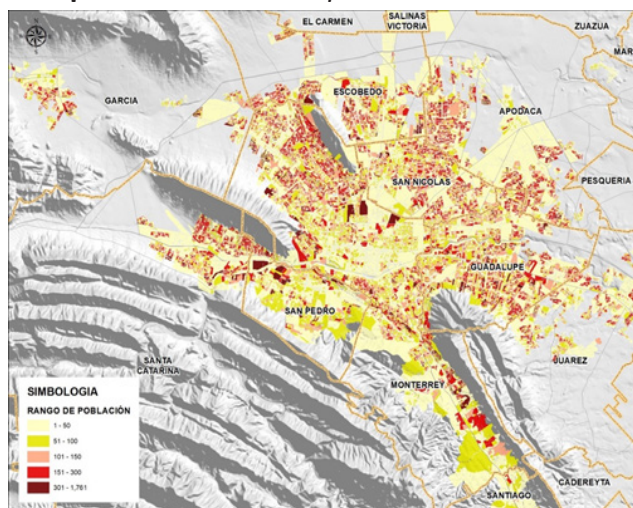 EL CARMEN
SALINAS
VICTORIA
ZUAZUA
MAR
GARCIA
ESCOBEDO
APODACA
SAN NICOLAS
PESQUERIA
GUADALUPE
SAN PEDRO
JUAREZ
SANTA
CATARINA
MONTERREY
SIMBOLOGIA
RANGO DE POBLACIÓN
1 - 50
51 - 100
101 - 150
151 - 300
301 - 1,761
CADEREYTA
SANTIAGO